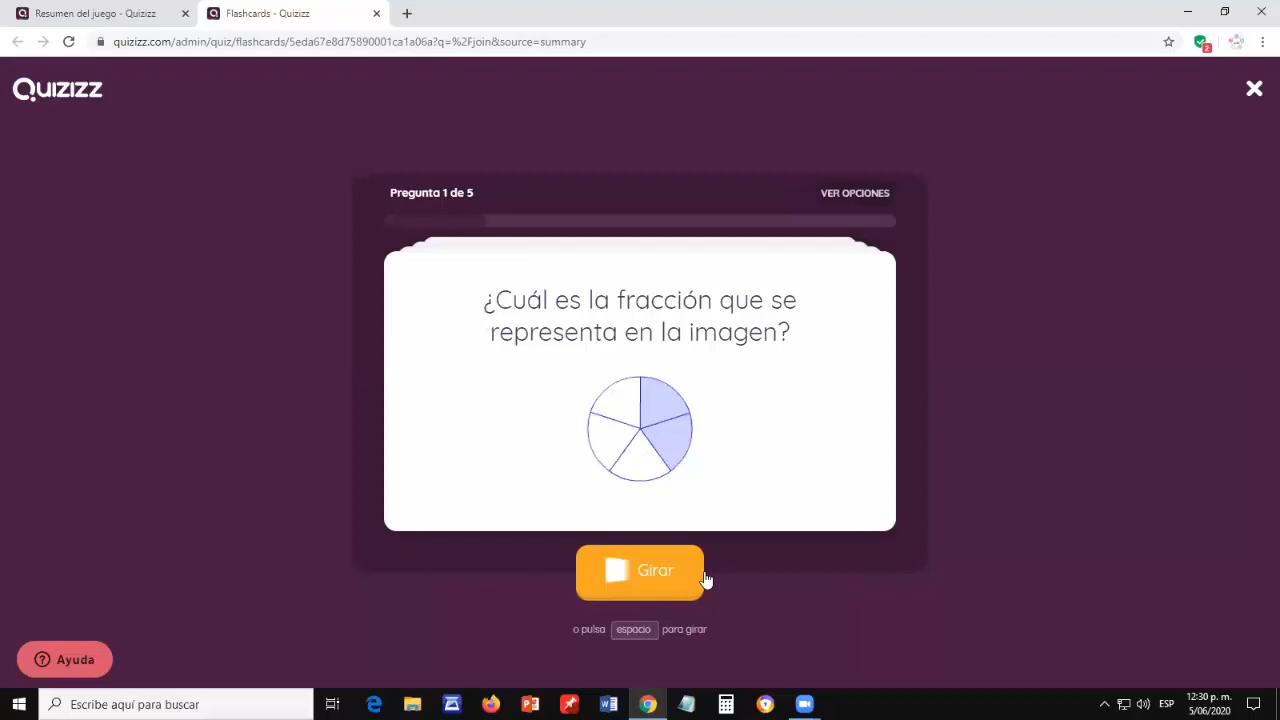 Resumen del juego - Quizizz
Flashcards - Quizizz
quizizz.com/admin/quiz/flashcards/5eda67e8d75890001ca1a06a?q=%2Fjoin&source=summary
2
Quizizz
Pregunta 1 de 5
VER OPCIONES
¿Cuál es la fracción que se
representa en la imagen?
Girar
o pulsa espacio para girar
Ayuda
Escribe aquí para buscar
ESP
12:30 p. m.
5/06/2020